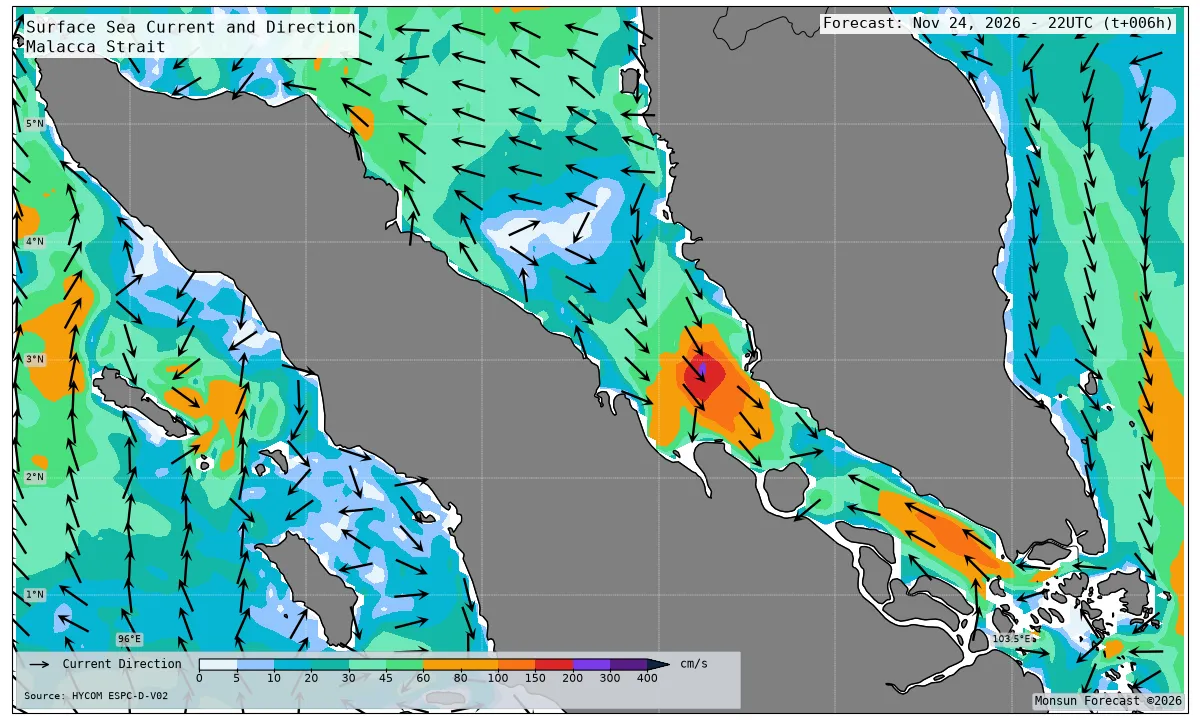 Surface Sea Current and Direction
Malacca Strait
Forecast: Nov 24, 2026 - 22UTC (t+006h)
5°N
4°N
3°N
2°N
1°N
96°E
103.5°E
Current Direction
0 5 10 20 30 45 60 80 100 150 200 300 400
cm/s
Source: HYCOM ESPC-D-V02
Monsun Forecast ©2026